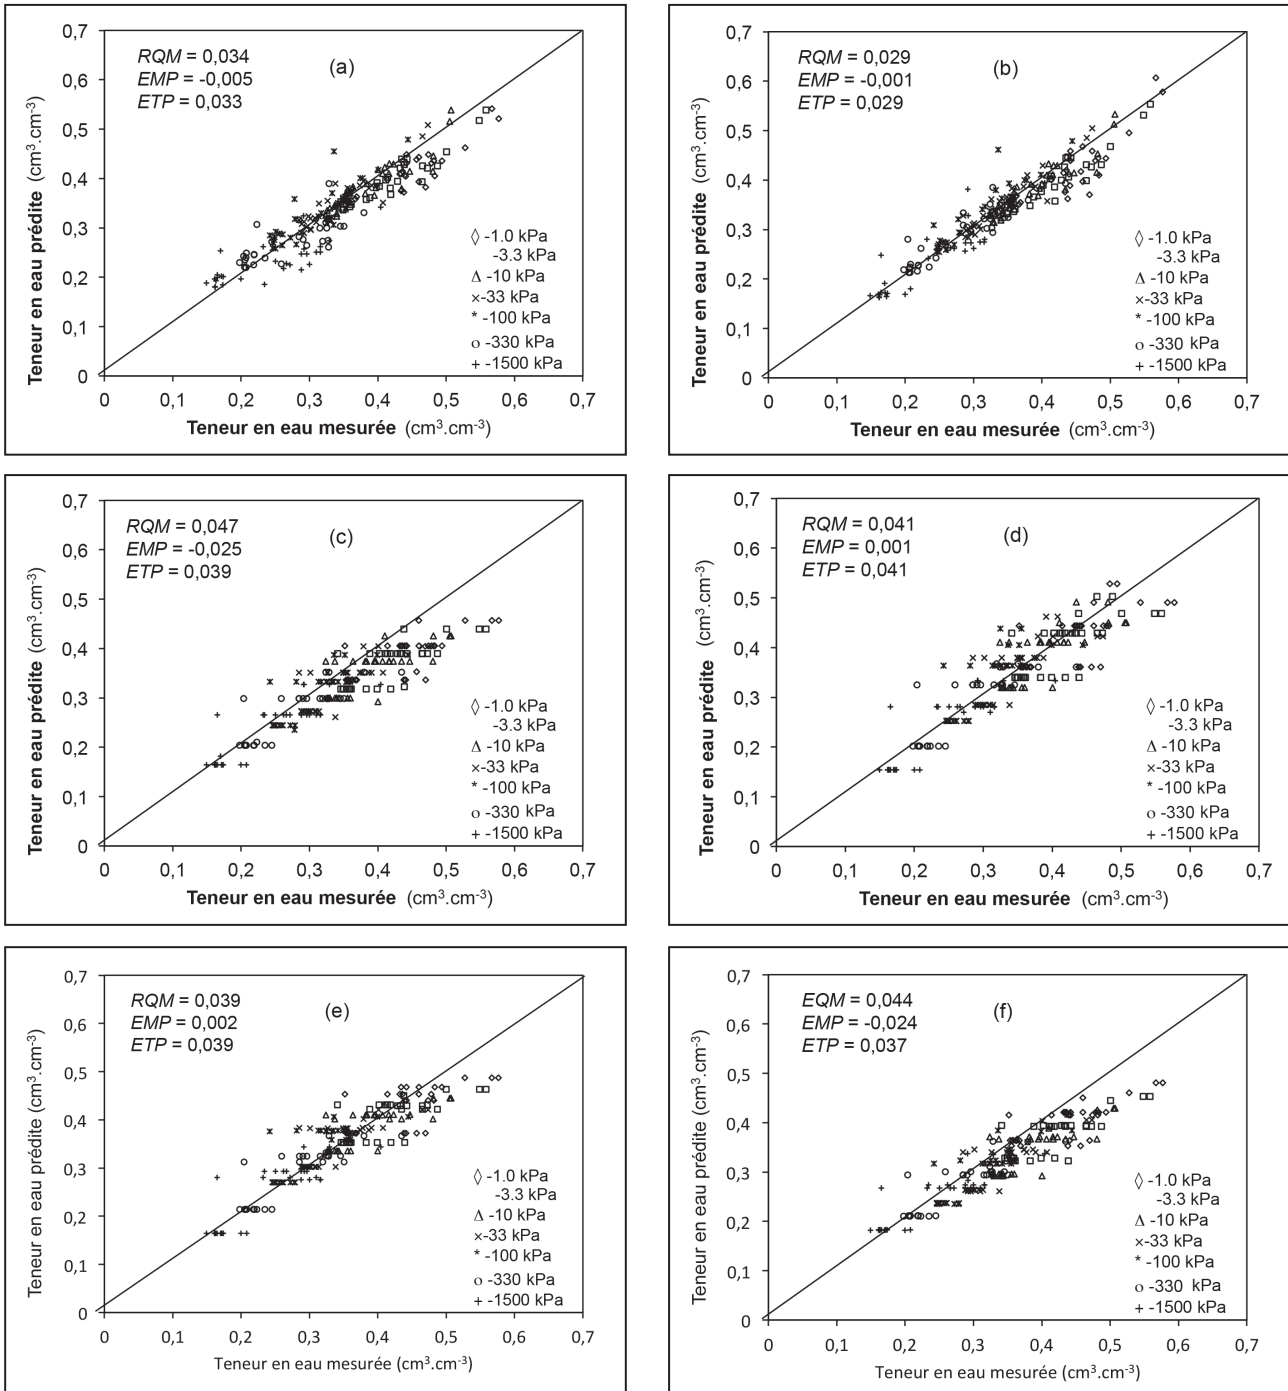 RQM = 0,034
EMP = -0,005
ETP = 0,033
(a)
0,7
0,6
0,5
0,4
0,3
0,2
0,1
0
Teneur en eau prédite (cm³.cm⁻³)
◊ -1.0 kPa
-3.3 kPa
Δ -10 kPa
×-33 kPa
* -100 kPa
o -330 kPa
+ -1500 kPa
0 0,1 0,2 0,3 0,4 0,5 0,6 0,7
Teneur en eau mesurée (cm³.cm⁻³)
RQM = 0,029
EMP = -0,001
ETP = 0,029
(b)
0,7
0,6
0,5
0,4
0,3
0,2
0,1
0
Teneur en eau prédite (cm³.cm⁻³)
◊ -1.0 kPa
-3.3 kPa
Δ -10 kPa
×-33 kPa
* -100 kPa
o -330 kPa
+ -1500 kPa
0 0,1 0,2 0,3 0,4 0,5 0,6 0,7
Teneur en eau mesurée (cm³.cm⁻³)
RQM = 0,047
EMP = -0,025
ETP = 0,039
(c)
0,7
0,6
0,5
0,4
0,3
0,2
0,1
0
Teneur en eau prédite (cm³.cm⁻³)
◊ -1.0 kPa
-3.3 kPa
Δ -10 kPa
×-33 kPa
* -100 kPa
o -330 kPa
+ -1500 kPa
0 0,1 0,2 0,3 0,4 0,5 0,6 0,7
Teneur en eau mesurée (cm³.cm⁻³)
RQM = 0,041
EMP = 0,001
ETP = 0,041
(d)
0,7
0,6
0,5
0,4
0,3
0,2
0,1
0
Teneur en eau prédite (cm³.cm⁻³)
◊ -1.0 kPa
-3.3 kPa
Δ -10 kPa
×-33 kPa
* -100 kPa
o -330 kPa
+ -1500 kPa
0 0,1 0,2 0,3 0,4 0,5 0,6 0,7
Teneur en eau mesurée (cm³.cm⁻³)
RQM = 0,039
EMP = 0,002
ETP = 0,039
(e)
0,7
0,6
0,5
0,4
0,3
0,2
0,1
0
Teneur en eau prédite (cm³.cm⁻³)
◊ -1.0 kPa
-3.3 kPa
Δ -10 kPa
×-33 kPa
* -100 kPa
o -330 kPa
+ -1500 kPa
0 0,1 0,2 0,3 0,4 0,5 0,6 0,7
Teneur en eau mesurée (cm³.cm⁻³)
EQM = 0,044
EMP = -0,024
ETP = 0,037
(f)
0,7
0,6
0,5
0,4
0,3
0,2
0,1
0
Teneur en eau prédite (cm³.cm⁻³)
◊ -1.0 kPa
-3.3 kPa
Δ -10 kPa
×-33 kPa
* -100 kPa
o -330 kPa
+ -1500 kPa
0 0,1 0,2 0,3 0,4 0,5 0,6 0,7
Teneur en eau mesurée (cm³.cm⁻³)